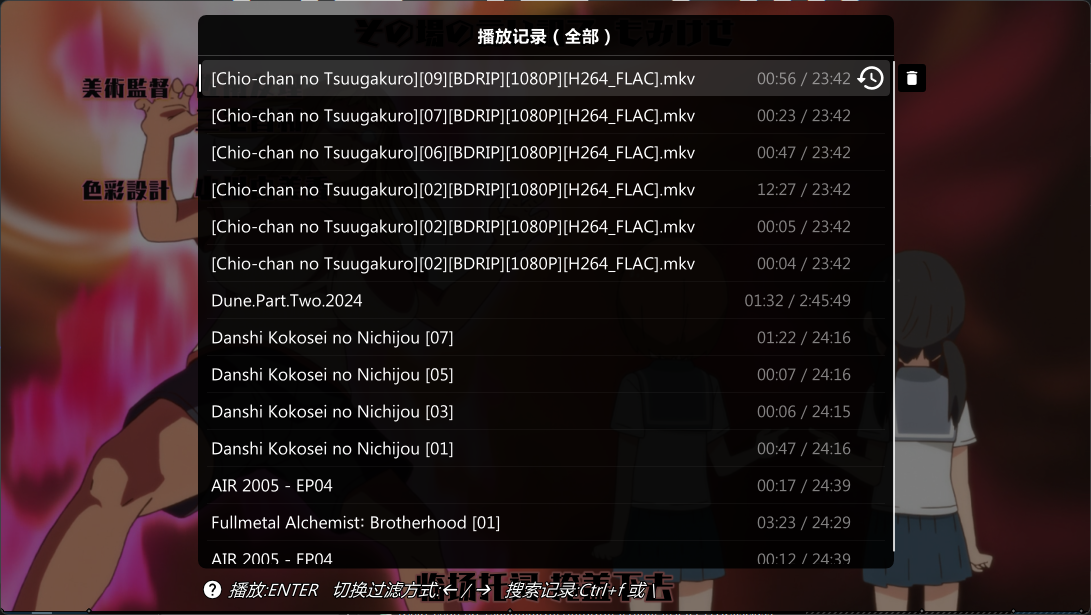 播放记录（全部）
美術監督
[Chio-chan no Tsuugakuro][09][BDRIP][1080P][H264_FLAC].mkv 00:56 / 23:42
[Chio-chan no Tsuugakuro][07][BDRIP][1080P][H264_FLAC].mkv 00:23 / 23:42
[Chio-chan no Tsuugakuro][06][BDRIP][1080P][H264_FLAC].mkv 00:47 / 23:42
色彩設計
[Chio-chan no Tsuugakuro][02][BDRIP][1080P][H264_FLAC].mkv 12:27 / 23:42
[Chio-chan no Tsuugakuro][02][BDRIP][1080P][H264_FLAC].mkv 00:05 / 23:42
[Chio-chan no Tsuugakuro][02][BDRIP][1080P][H264_FLAC].mkv 00:04 / 23:42
Dune.Part.Two.2024 01:32 / 2:45:49
Danshi Kokosei no Nichijou [07] 01:22 / 24:16
Danshi Kokosei no Nichijou [05] 00:07 / 24:16
Danshi Kokosei no Nichijou [03] 00:06 / 24:15
Danshi Kokosei no Nichijou [01] 00:47 / 24:16
AIR 2005 - EP04 00:17 / 24:39
Fullmetal Alchemist: Brotherhood [01] 03:23 / 24:29
AIR 2005 - EP04 00:12 / 24:39
播放:ENTER 切换过滤方式:← / → 搜索记录:Ctrl+f 或 \